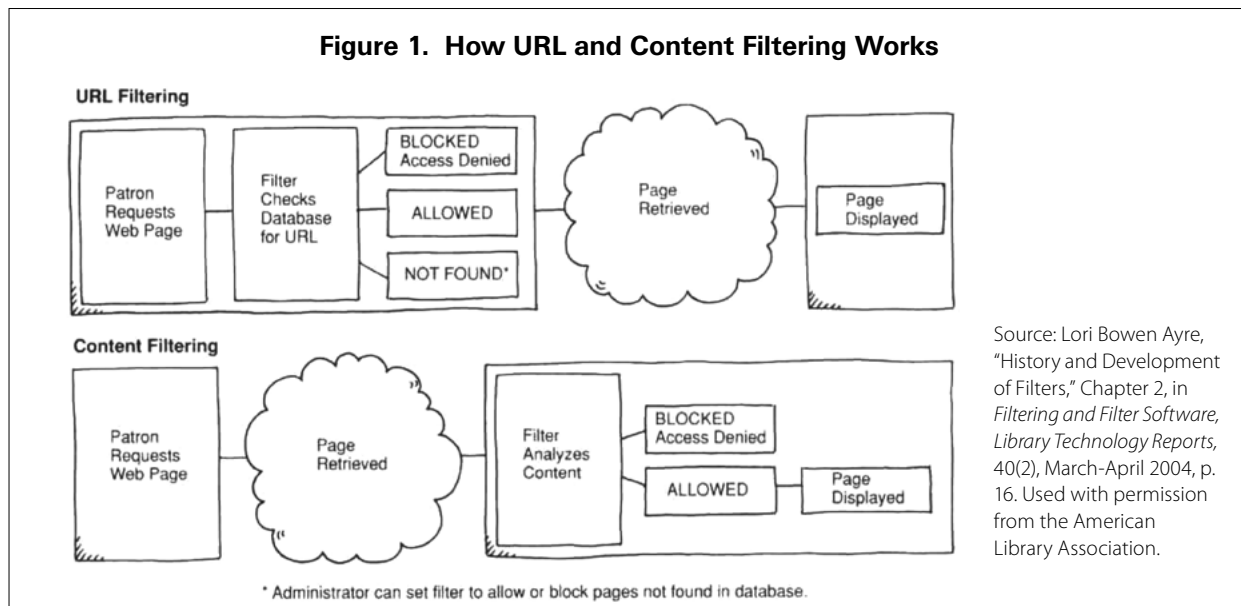 Figure 1. How URL and Content Filtering Works
URL Filtering
Patron
Requests
Web Page
Filter
Checks
Database
for URL
BLOCKED
Access Denied
ALLOWED
NOT FOUND*
Page
Retrieved
Page
Displayed
Content Filtering
Patron
Requests
Web Page
Page
Retrieved
Filter
Analyzes
Content
BLOCKED
Access Denied
ALLOWED
Page
Displayed
* Administrator can set filter to allow or block pages not found in database.
Source: Lori Bowen Ayre,
"History and Development
of Filters," Chapter 2, in
Filtering and Filter Software,
Library Technology Reports,
40(2), March-April 2004, p.
16. Used with permission
from the American
Library Association.